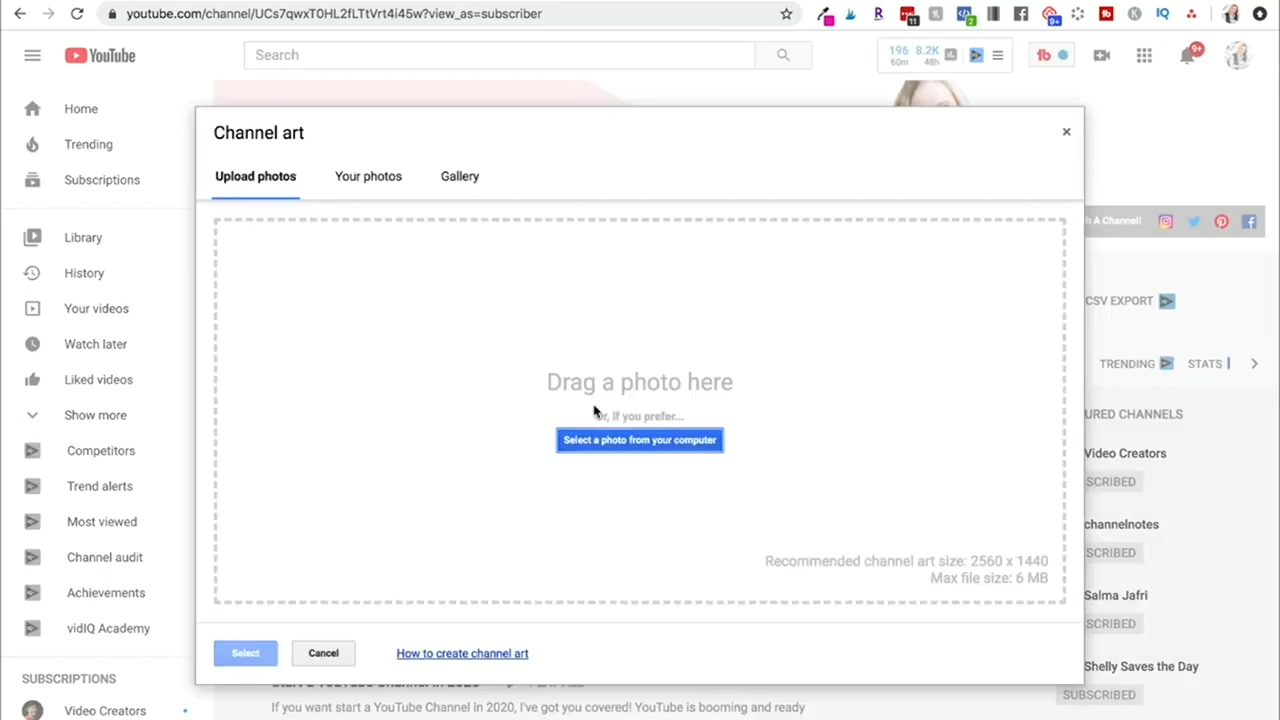 youtube.com/channel/UCs7qwxT0HL2fLTtVrt4i45w?view_as=subscriber
11
2
9+
IQ
YouTube
Search
196 8.2K
60m 48h
tb
9+
Home
Trending
Subscriptions
Library
History
Your videos
Watch later
Liked videos
Show more
Competitors
Trend alerts
Most viewed
Channel audit
Achievements
vidIQ Academy
SUBSCRIPTIONS
Video Creators
Channel art
Upload photos Your photos Gallery
Drag a photo here
if you prefer...
Select a photo from your computer
Recommended channel art size: 2560 x 1440
Max file size: 6 MB
Select
Cancel
How to create channel art
h A Channel!
CSV EXPORT
TRENDING STATS
URED CHANNELS
Video Creators
SCRIBED
channelnotes
SCRIBED
Salma Jafri
SCRIBED
Shelly Saves the Day
SUBSCRIBED
If you want start a YouTube Channel in 2020, I've got you covered! YouTube is booming and ready